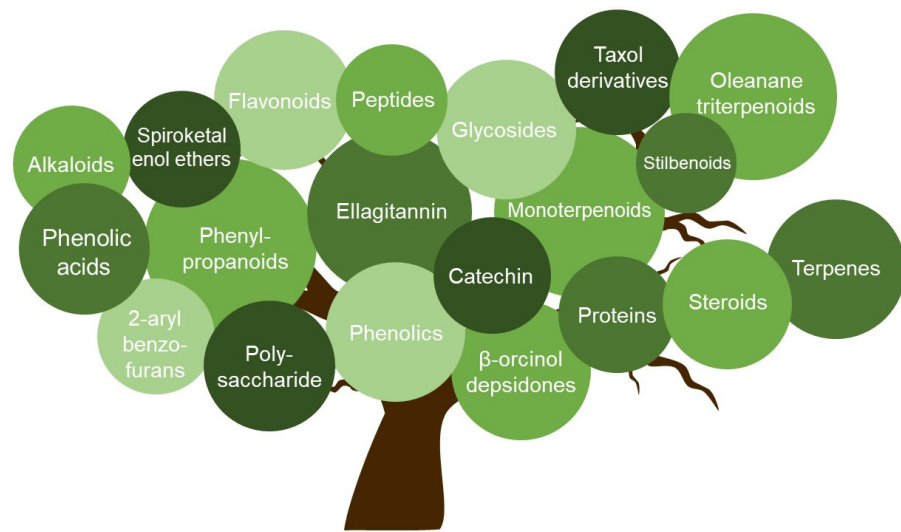 Taxol
derivatives
Oleanane
triterpenoids
Flavonoids
Peptides
Glycosides
Spiroketal
enol ethers
Alkaloids
Stilbenoids
Ellagitannin
Monoterpenoids
Phenolic
acids
Phenyl-
propanoids
Catechin
Terpenes
Steroids
Proteins
2-aryl
benzo-
furans
Poly-
saccharide
Phenolics
β-orcinol
depsidones